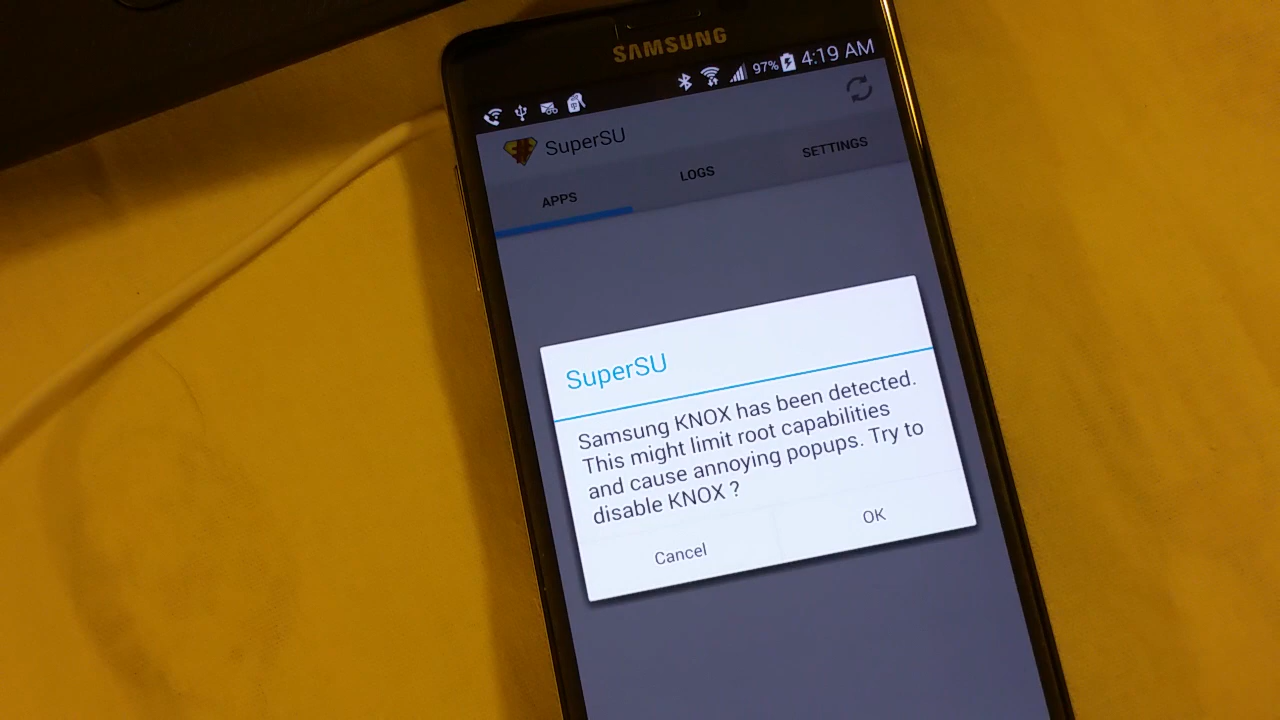 SAMSUNG
97% 4:19 AM
SuperSU
APPS LOGS SETTINGS
SuperSU
Samsung KNOX has been detected.
This might limit root capabilities
and cause annoying popups. Try to
disable KNOX ?
Cancel OK